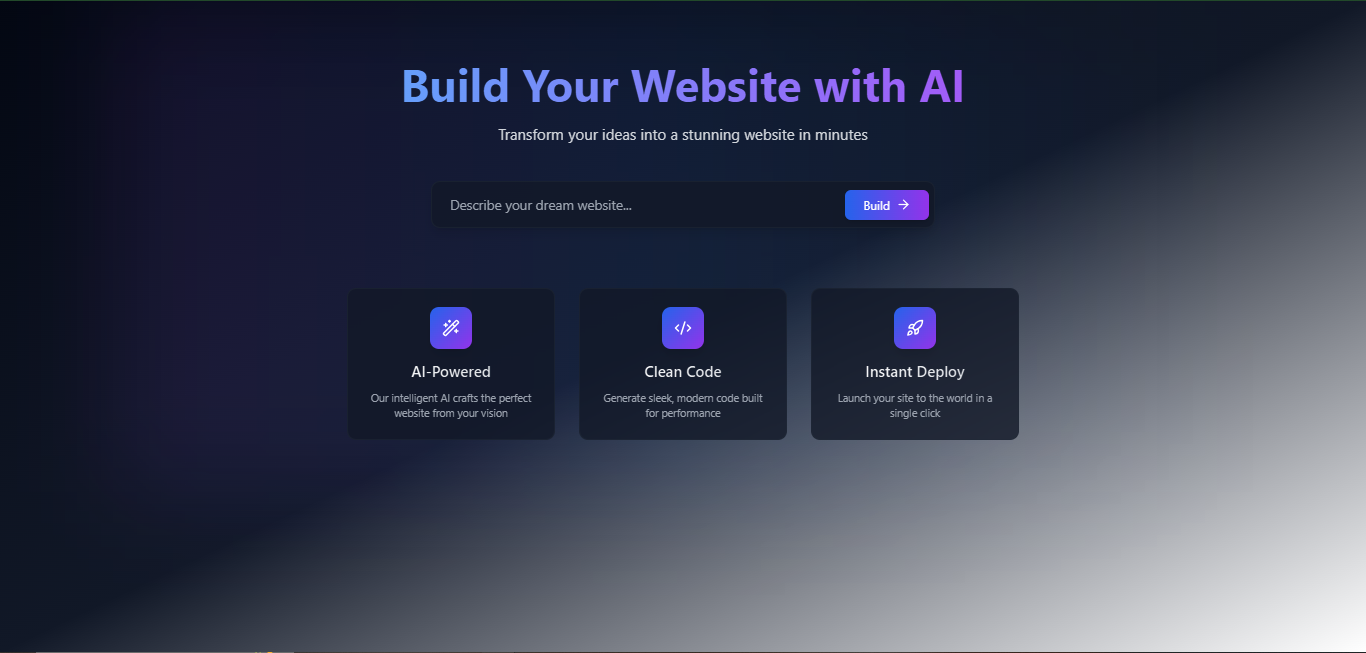 Build Your Website with AI
Transform your ideas into a stunning website in minutes
Describe your dream website...
Build
AI-Powered
Our intelligent AI crafts the perfect
website from your vision
Clean Code
Generate sleek, modern code built
for performance
Instant Deploy
Launch your site to the world in a
single click